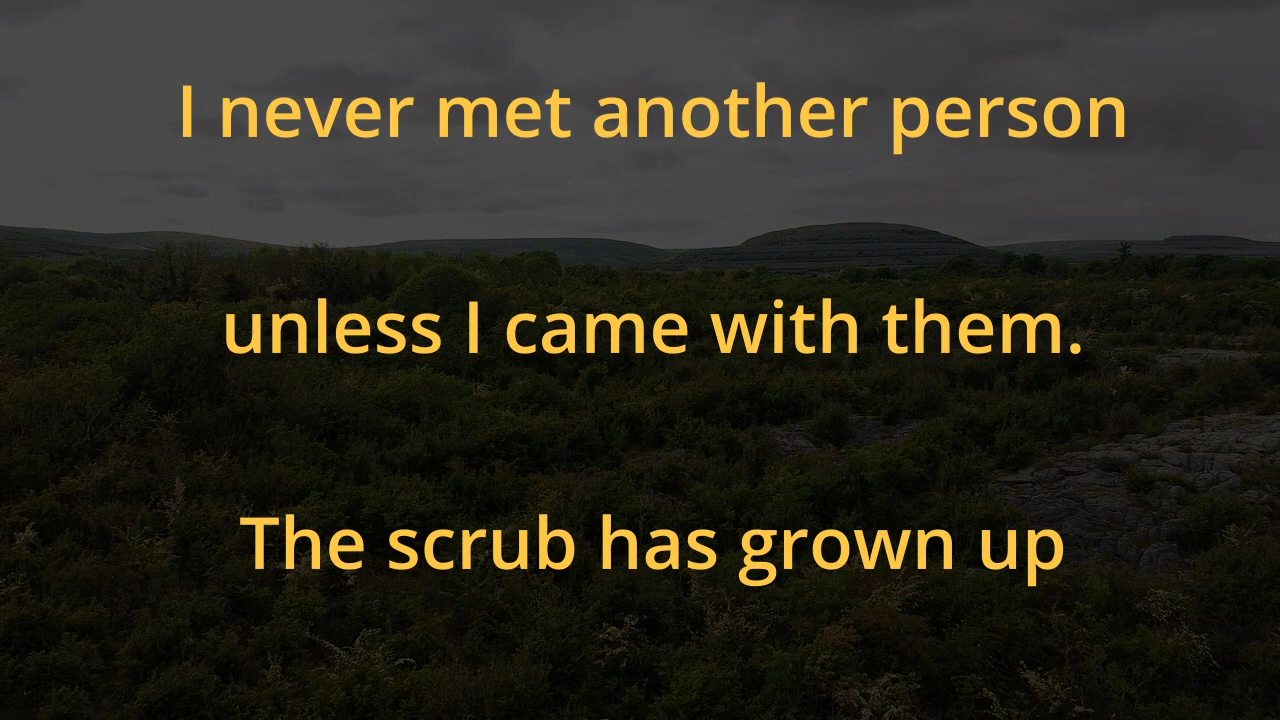 I never met another person
unless I came with them.
The scrub has grown up